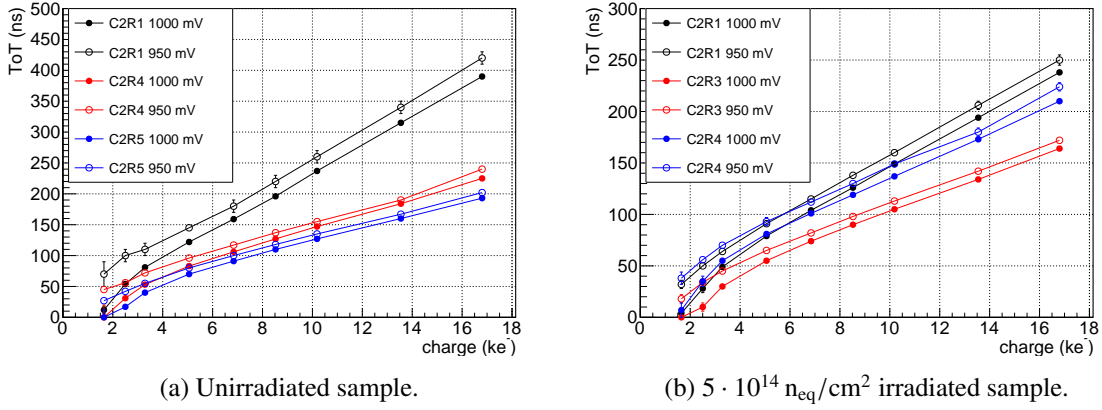 ToT (ns)
500
450
400
350
300
250
200
150
100
50
0
C2R1 1000 mV
C2R1 950 mV
C2R4 1000 mV
C2R4 950 mV
C2R5 1000 mV
C2R5 950 mV
0 2 4 6 8 10 12 14 16 18
charge (ke⁻)
(a) Unirradiated sample.
ToT (ns)
300
250
200
150
100
50
0
C2R1 1000 mV
C2R1 950 mV
C2R3 1000 mV
C2R3 950 mV
C2R4 1000 mV
C2R4 950 mV
0 2 4 6 8 10 12 14 16 18
charge (ke⁻)
(b) 5 · 10¹⁴ n_eq/cm² irradiated sample.